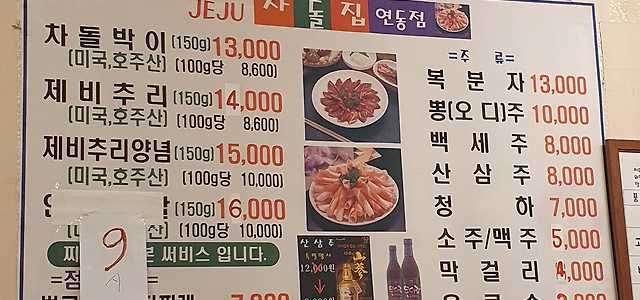 JEJU 차돌집 연동점
차돌박이 (150g) 13,000
(미국,호주산) (100g당 8,600)
제비추리 (150g) 14,000
(100g당 8,600)
제비추리양념 (150g) 15,000
(미국,호주산) (100g당 10,000)
(150g) 16,000
(100g당 10,000)
써비스 입니다.
9
7,000
산삼주
12,000원
=주 류=
복분자 13,000
뽕(오디)주 10,000
백세주 8,000
산삼주 8,000
청하 7,000
소주/맥주 5,000
막걸리 4,000